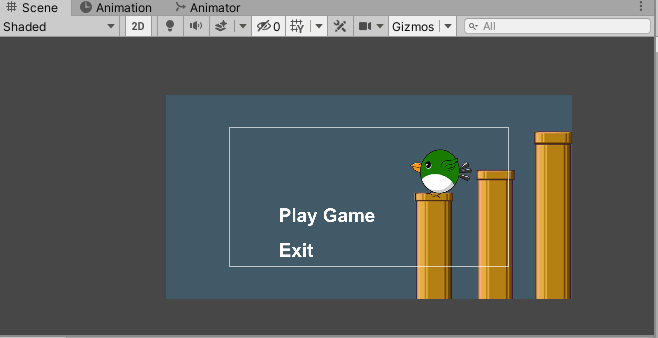 Scene Animation Animator
Shaded 2D 0 Gizmos All
Play Game
Exit